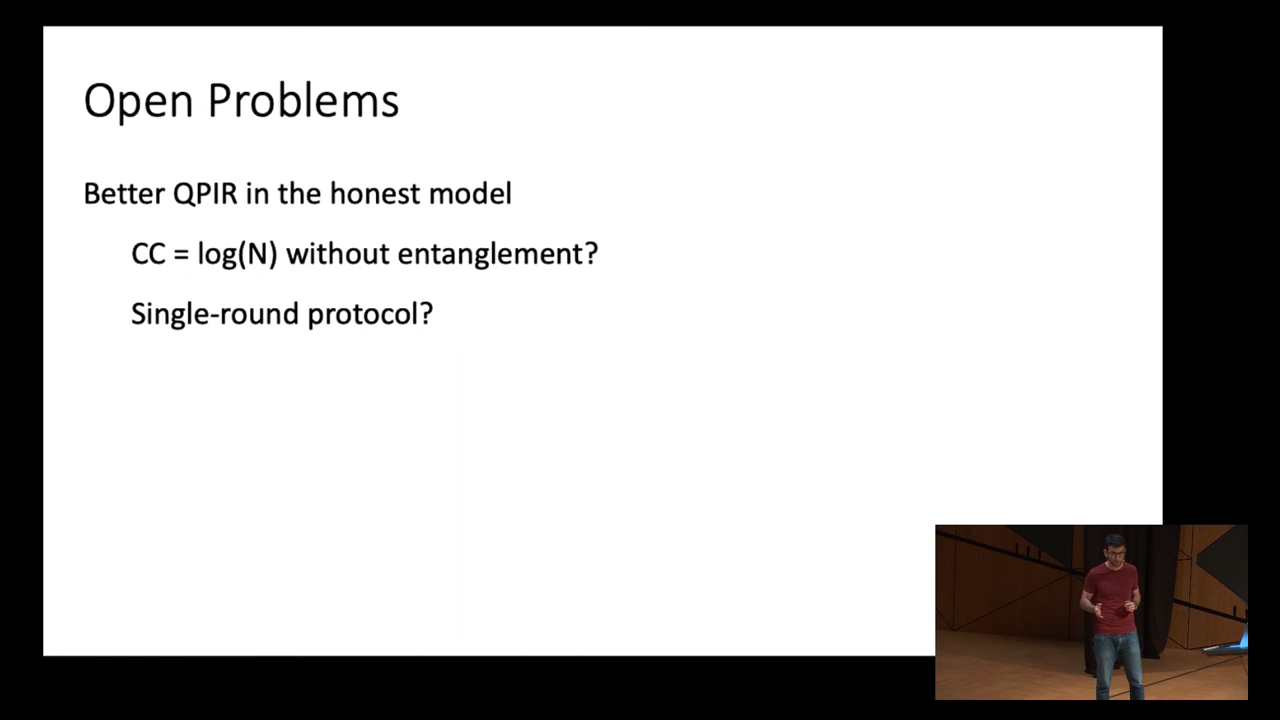 Open Problems
Better QPIR in the honest model
CC = log(N) without entanglement?
Single-round protocol?